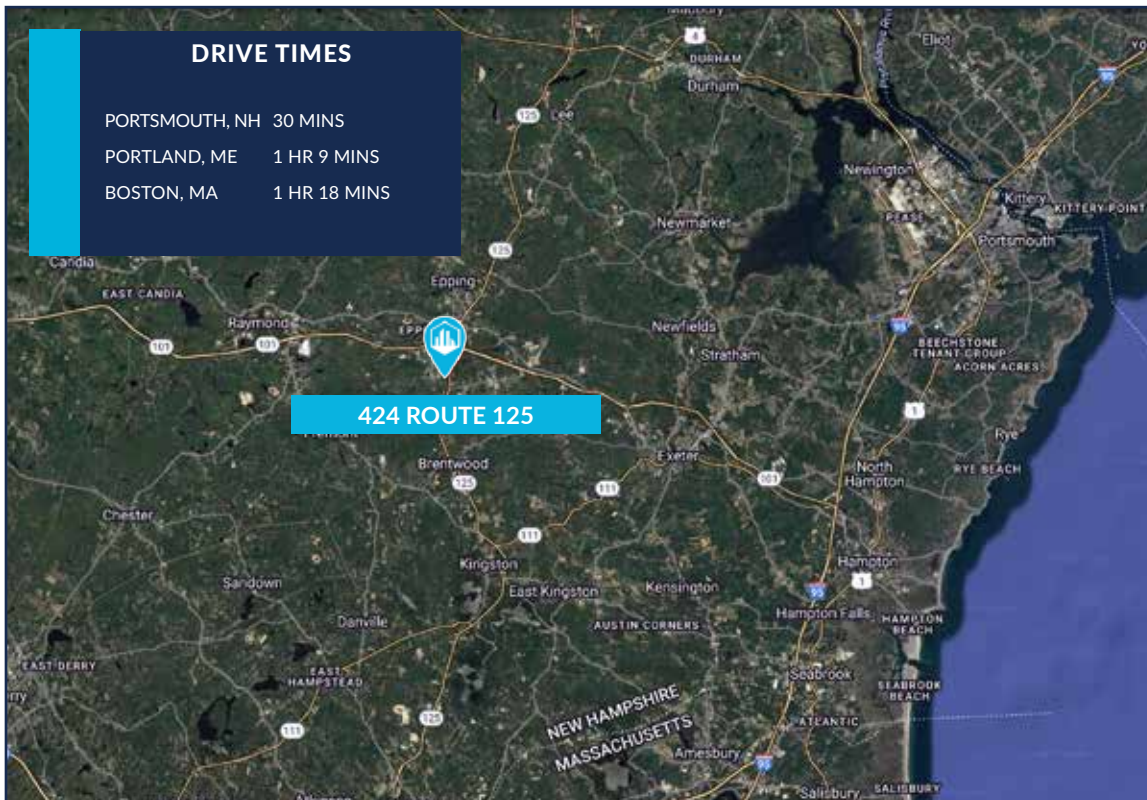 DRIVE TIMES
PORTSMOUTH, NH 30 MINS
PORTLAND, ME 1 HR 9 MINS
BOSTON, MA 1 HR 18 MINS
4
DURHAM
Durham
Eliot
95
125
Lee
Newington
Kittery
KITTERY POINT
PEASE
Newmarket
Portsmouth
125
Candia
EAST CANDIA
Epping
Raymond
101
101
Newfields
Stratham
95
BEECHSTONE
TENANT GROUP
ACORN ACRES
1
424 ROUTE 125
Rye
RYE BEACH
Brentwood
125
Exeter
101
North
Hampton
111
Chester
111
Kingston
Hampton
1
Sandown
East Kingston
Kensington
95
Hampton Falls
HAMPTON
BEACH
Danville
AUSTIN CORNERS
EAST DERRY
EAST
HAMPSTEAD
Seabrook
SEABROOK
BEACH
125
111
NEW HAMPSHIRE
MASSACHUSETTS
ATLANTIC
Amesbury
95
Salisbury
SALISBURY